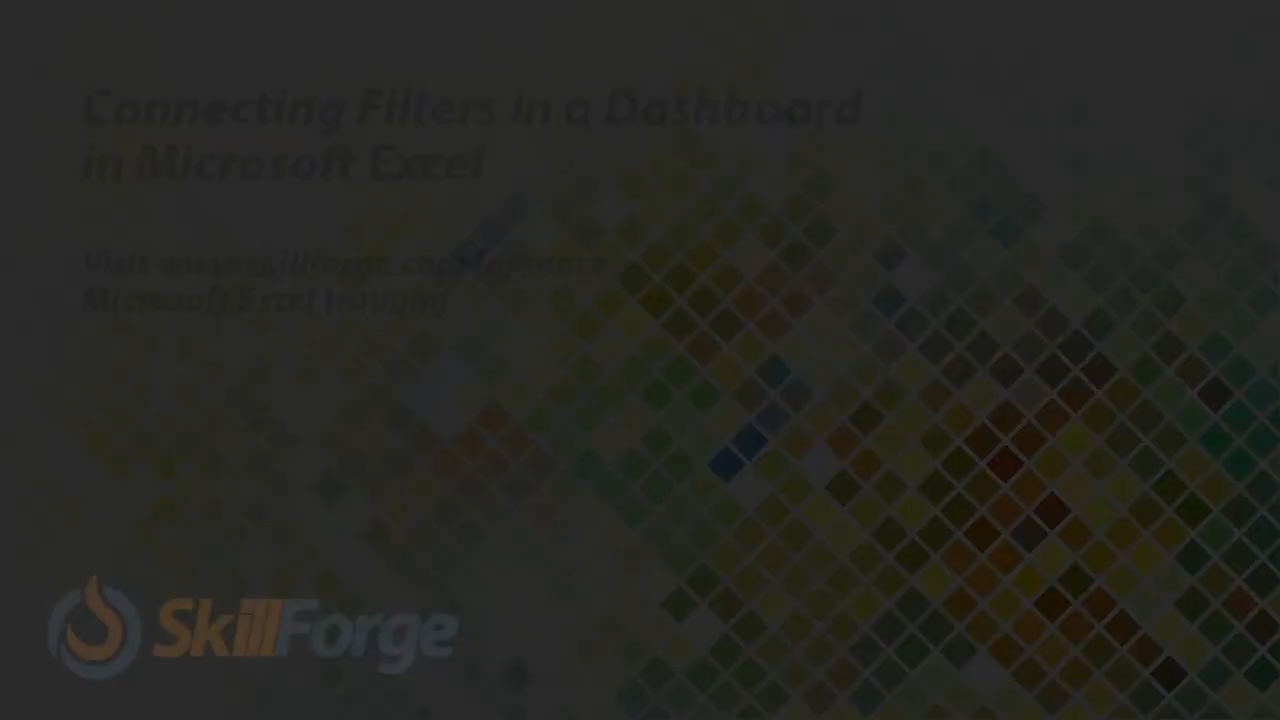 Connecting Filters in a Dashboard
in Microsoft Excel
Visit www.skillforge.com for more
Microsoft Excel training
SkillForge